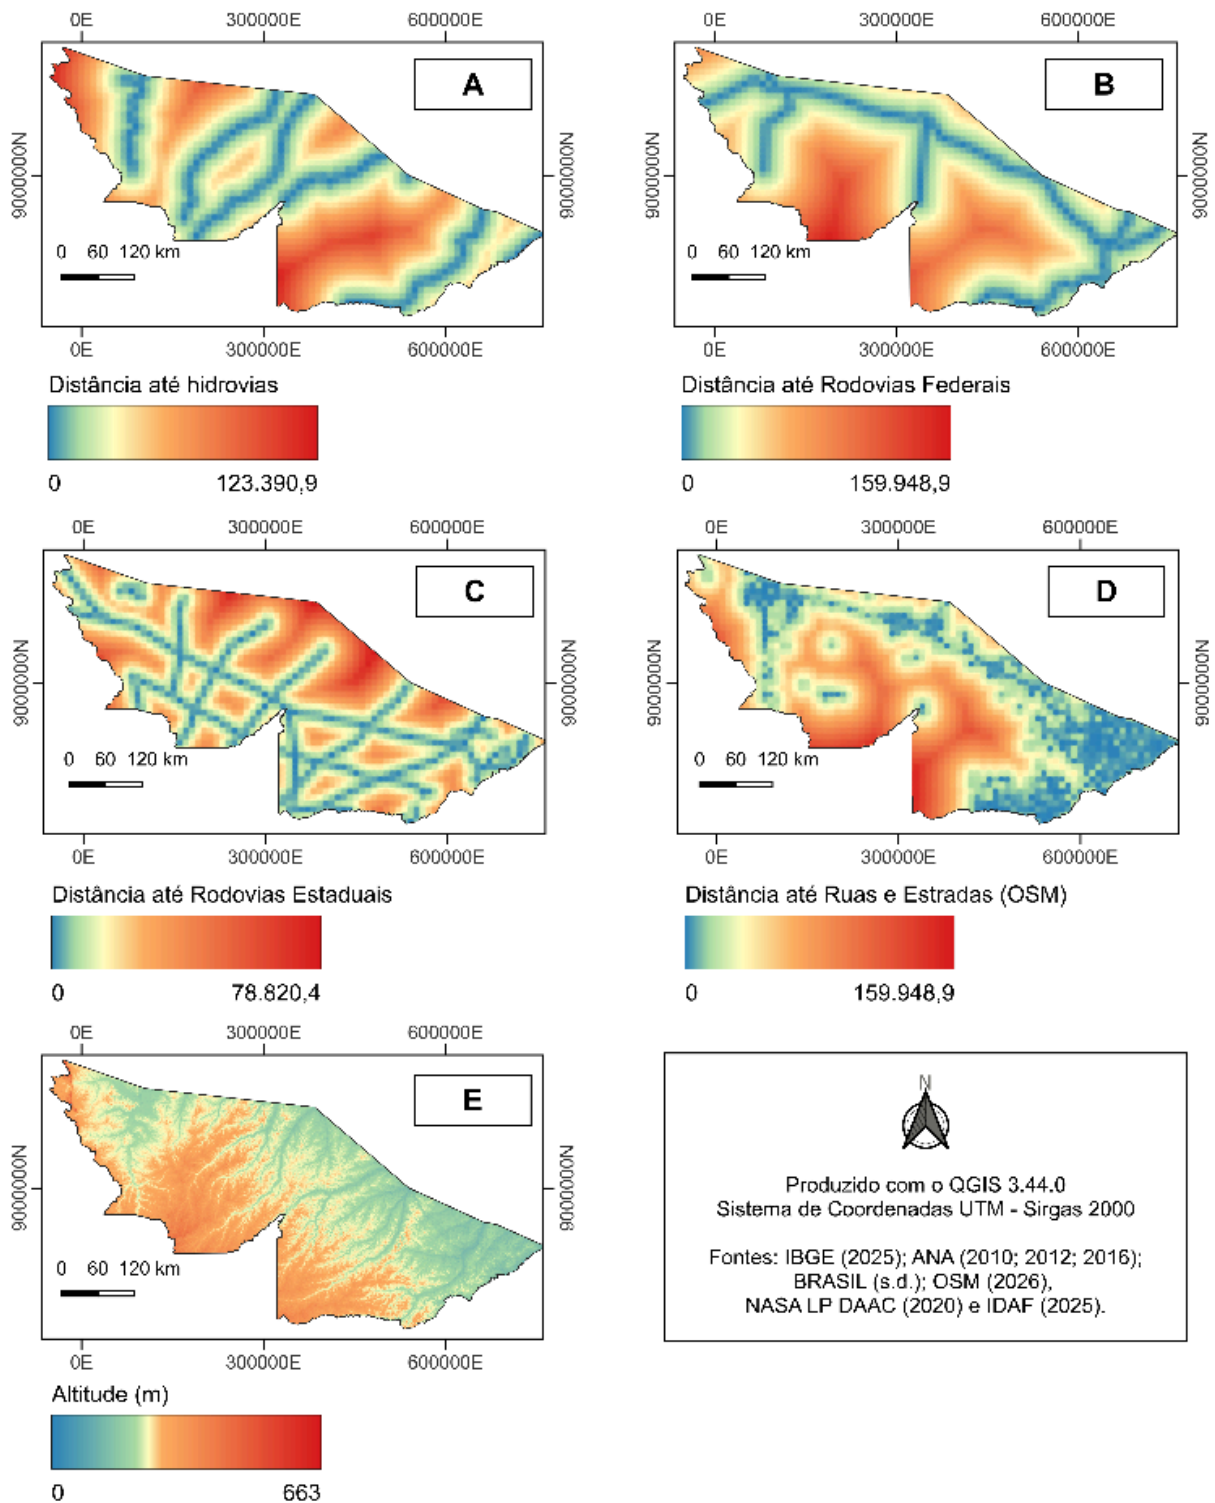 0E 300000E 600000E
A
9000000N 9000000N
0 60 120 km
0E 300000E 600000E
Distância até hidrovias
0 123.390,9
0E 300000E 600000E
B
9000000N 9000000N
0 60 120 km
0E 300000E 600000E
Distância até Rodovias Federais
0 159.948,9
0E 300000E 600000E
C
9000000N 9000000N
0 60 120 km
0E 300000E 600000E
Distância até Rodovias Estaduais
0 78.820,4
0E 300000E 600000E
D
9000000N 9000000N
0 60 120 km
0E 300000E 600000E
Distância até Ruas e Estradas (OSM)
0 159.948,9
0E 300000E 600000E
E
9000000N 9000000N
0 60 120 km
0E 300000E 600000E
Altitude (m)
0 663
N
Produzido com o QGIS 3.44.0
Sistema de Coordenadas UTM - Sirgas 2000
Fontes: IBGE (2025); ANA (2010; 2012; 2016);
BRASIL (s.d.); OSM (2026),
NASA LP DAAC (2020) e IDAF (2025).